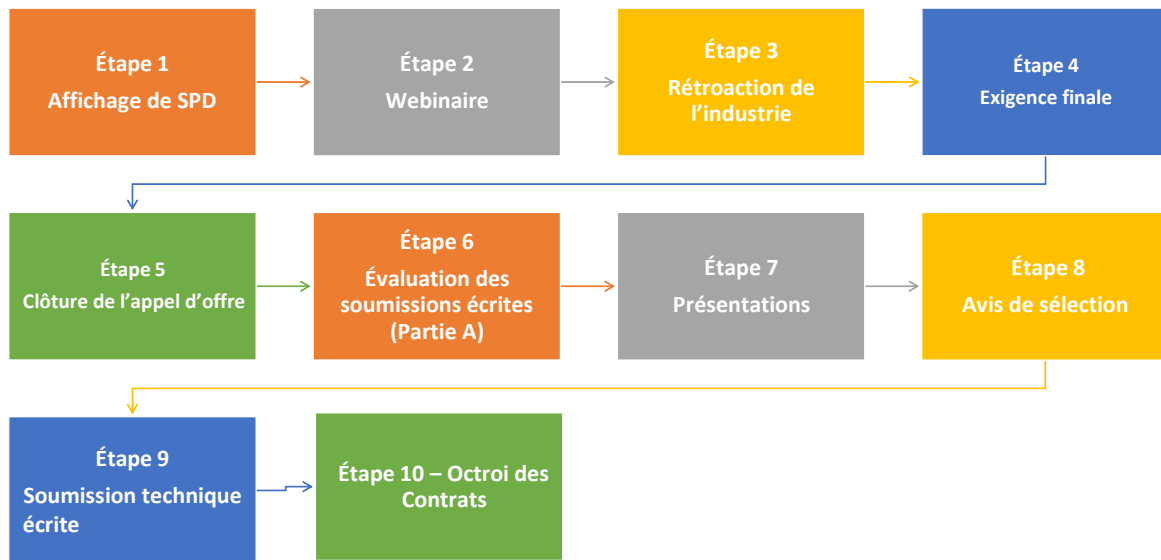 Étape 1
Affichage de SPD
Étape 2
Webinaire
Étape 3
Rétroaction de
l’industrie
Étape 4
Exigence finale
Étape 5
Clôture de l’appel d’offre
Étape 6
Évaluation des
soumissions écrites
(Partie A)
Étape 7
Présentations
Étape 8
Avis de sélection
Étape 9
Soumission technique
écrite
Étape 10 – Octroi des
Contrats